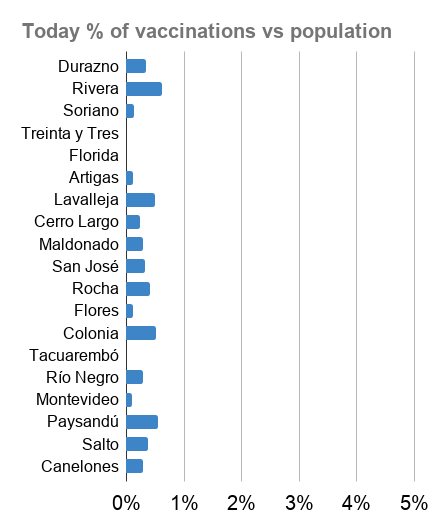 Today % of vaccinations vs population
Durazno
Rivera
Soriano
Treinta y Tres
Florida
Artigas
Lavalleja
Cerro Largo
Maldonado
San José
Rocha
Flores
Colonia
Tacuarembó
Río Negro
Montevideo
Paysandú
Salto
Canelones
0% 1% 2% 3% 4% 5%